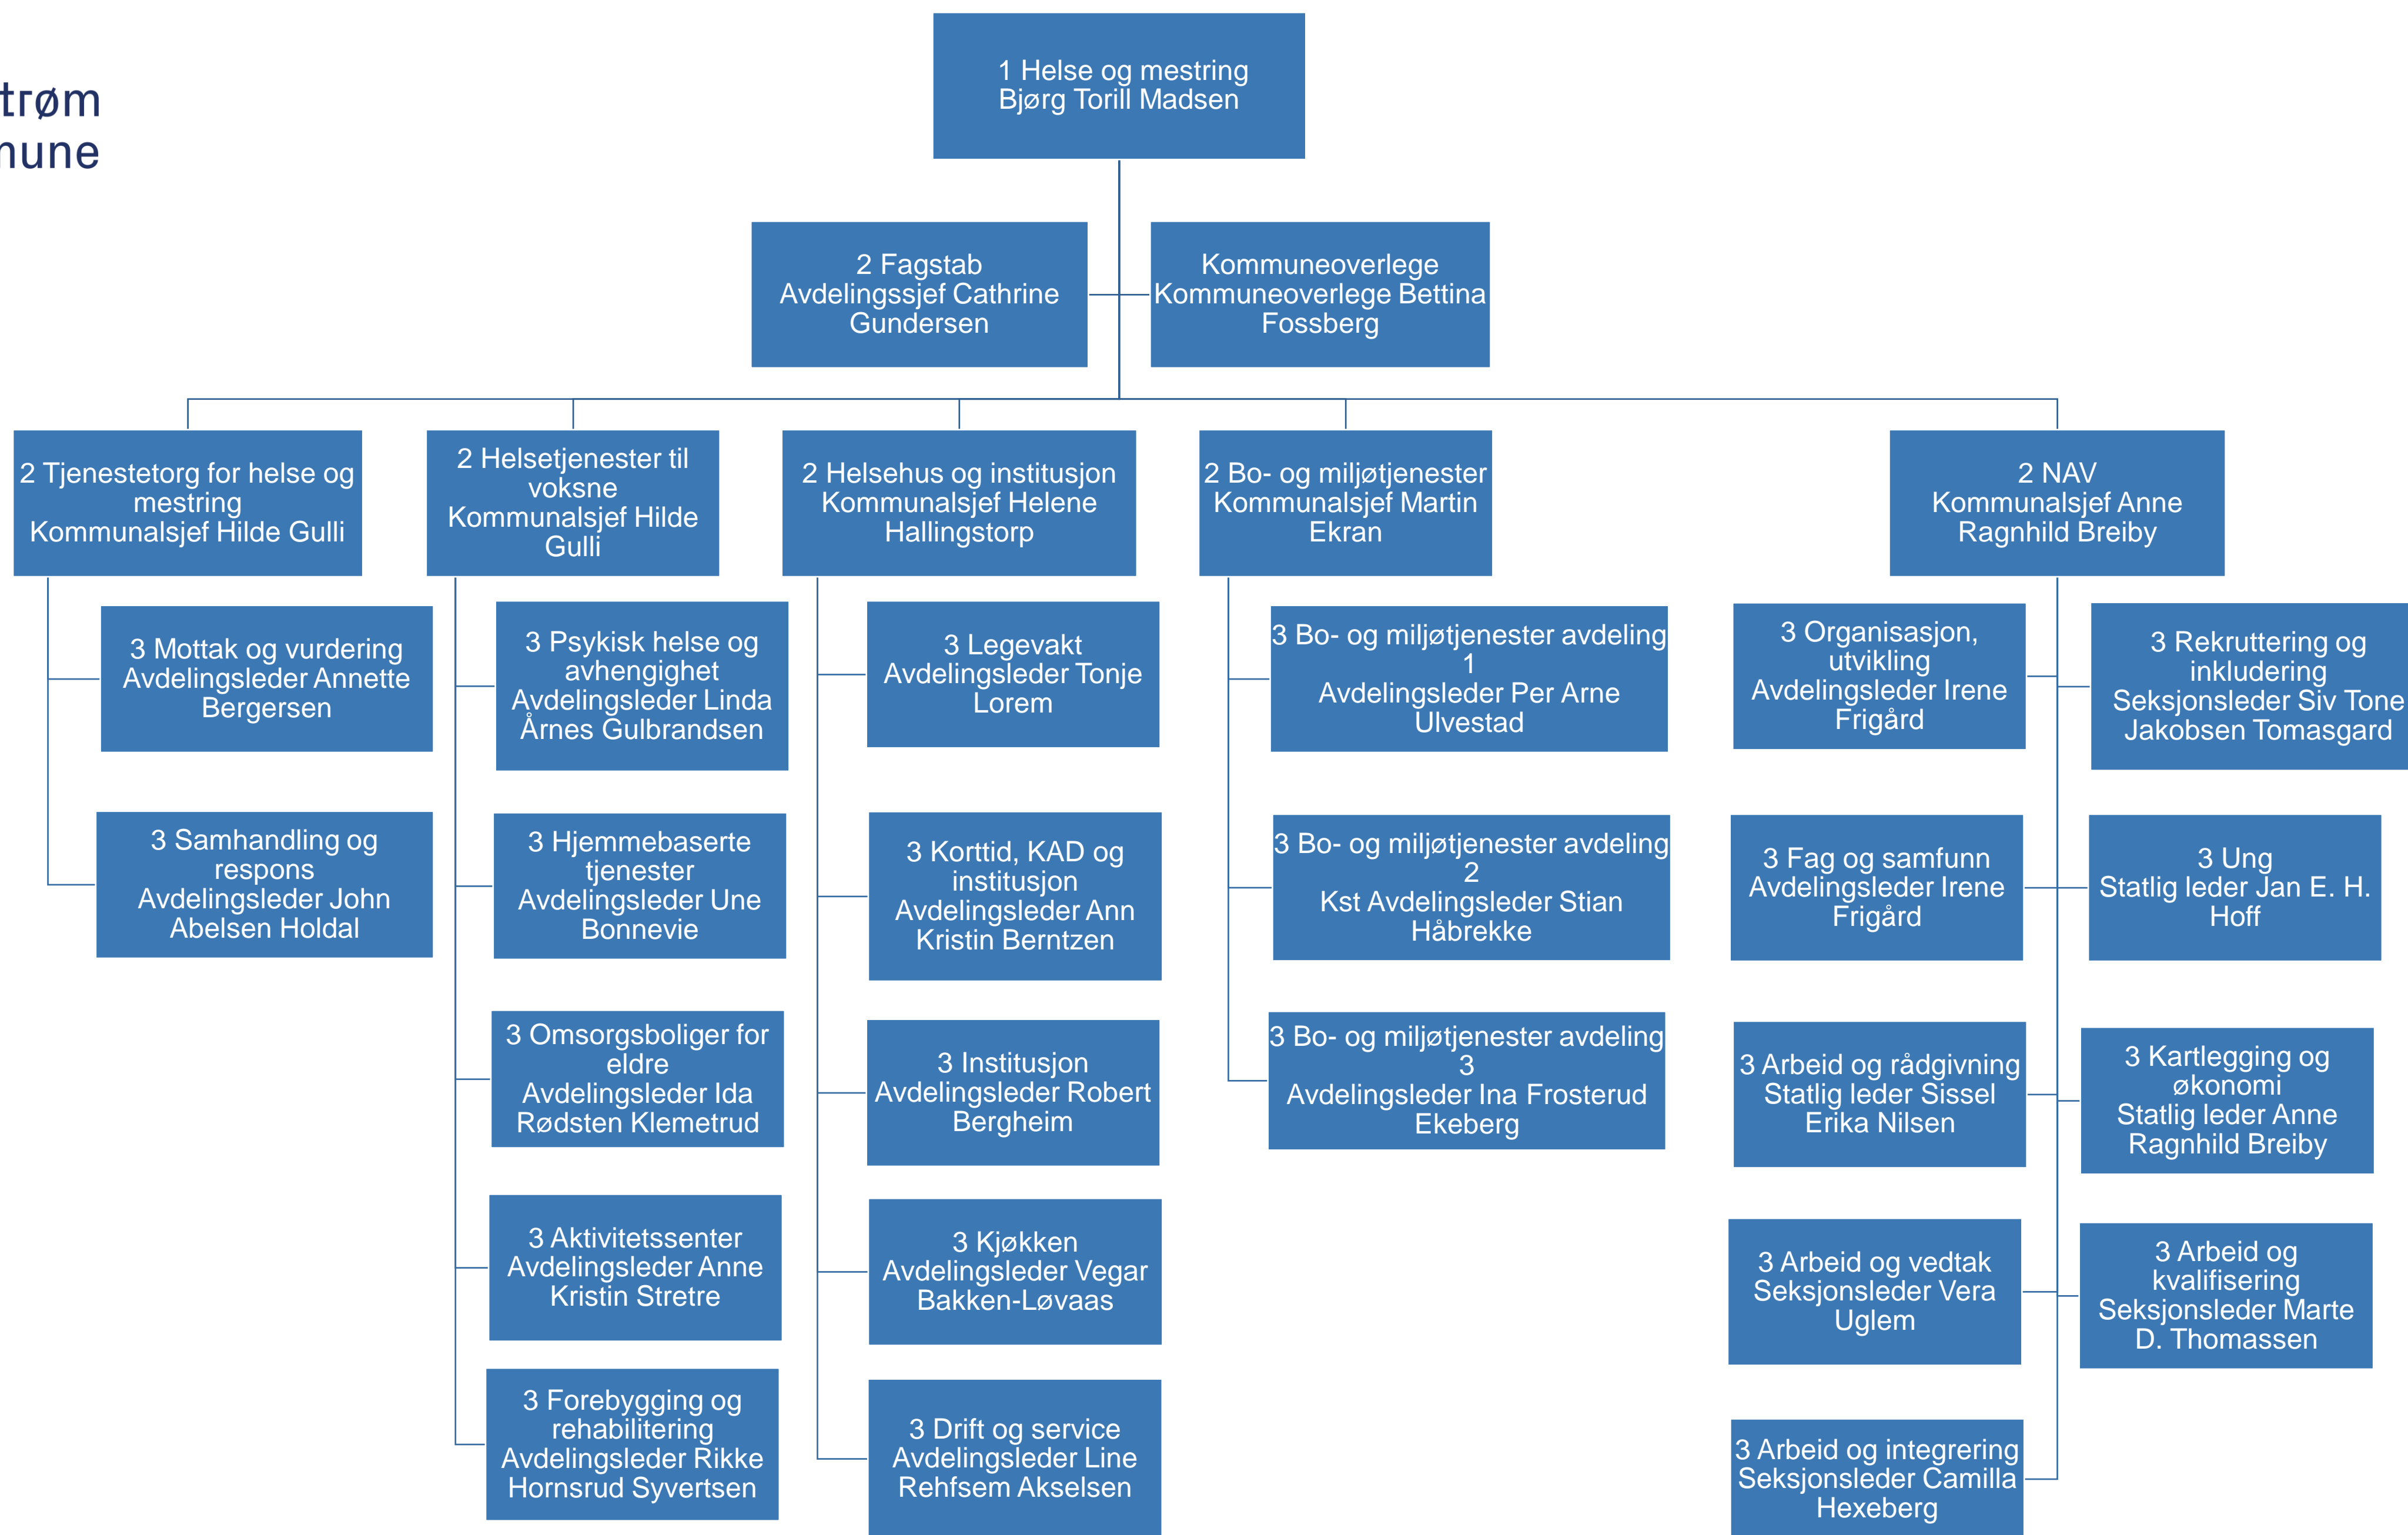 trøm
mune
1 Helse og mestring
Bjørg Torill Madsen
2 Fagstab
Avdelingssjef Cathrine
Gundersen
Kommuneoverlege
Kommuneoverlege Bettina
Fossberg
2 Tjenestetorg for helse og
mestring
Kommunalsjef Hilde Gulli
3 Mottak og vurdering
Avdelingsleder Annette
Bergersen
3 Samhandling og
respons
Avdelingsleder John
Abelsen Holdal
2 Helsetjenester til
voksne
Kommunalsjef Hilde
Gulli
3 Psykisk helse og
avhengighet
Avdelingsleder Linda
Årnes Gulbrandsen
3 Hjemmebaserte
tjenester
Avdelingsleder Une
Bonnevie
3 Omsorgsboliger for
eldre
Avdelingsleder Ida
Rødsten Klemetrud
3 Aktivitetssenter
Avdelingsleder Anne
Kristin Stretre
3 Forebygging og
rehabilitering
Avdelingsleder Rikke
Hornsrud Syvertsen
2 Helsehus og institusjon
Kommunalsjef Helene
Hallingstorp
3 Legevakt
Avdelingsleder Tonje
Lorem
3 Korttid, KAD og
institusjon
Avdelingsleder Ann
Kristin Berntzen
3 Institusjon
Avdelingsleder Robert
Bergheim
3 Kjøkken
Avdelingsleder Vegar
Bakken-Løvaas
3 Drift og service
Avdelingsleder Line
Rehfsem Akselsen
2 Bo- og miljøtjenester
Kommunalsjef Martin
Ekran
3 Bo- og miljøtjenester avdeling
1
Avdelingsleder Per Arne
Ulvestad
3 Bo- og miljøtjenester avdeling
2
Kst Avdelingsleder Stian
Håbrekke
3 Bo- og miljøtjenester avdeling
3
Avdelingsleder Ina Frosterud
Ekeberg
2 NAV
Kommunalsjef Anne
Ragnhild Breiby
3 Organisasjon,
utvikling
Avdelingsleder Irene
Frigård
3 Rekruttering og
inkludering
Seksjonsleder Siv Tone
Jakobsen Tomasgard
3 Fag og samfunn
Avdelingsleder Irene
Frigård
3 Ung
Statlig leder Jan E. H.
Hoff
3 Arbeid og rådgivning
Statlig leder Sissel
Erika Nilsen
3 Kartlegging og
økonomi
Statlig leder Anne
Ragnhild Breiby
3 Arbeid og vedtak
Seksjonsleder Vera
Uglem
3 Arbeid og
kvalifisering
Seksjonsleder Marte
D. Thomassen
3 Arbeid og integrering
Seksjonsleder Camilla
Hexeberg